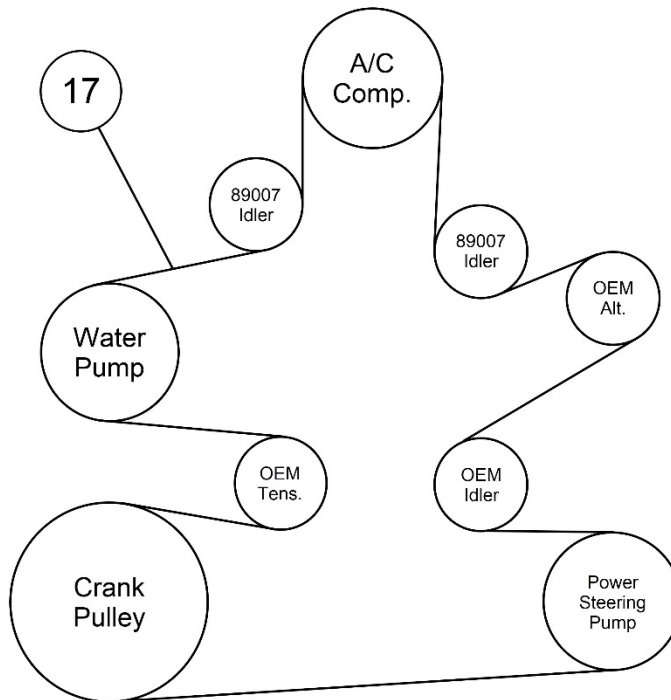 A/C
Comp.
17
89007
Idler
89007
Idler
OEM
Alt.
Water
Pump
OEM
Tens.
OEM
Idler
Crank
Pulley
Power
Steering
Pump